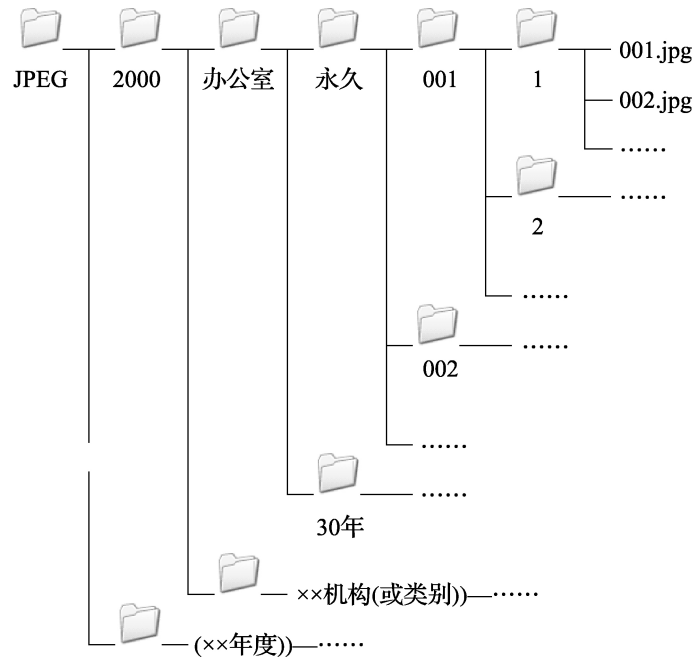 001.jpg
JPEG 2000 办公室 永久 001 1
002.jpg
……
……
2
……
……
002
……
……
30年
××机构(或类别))—……
(××年度))—……